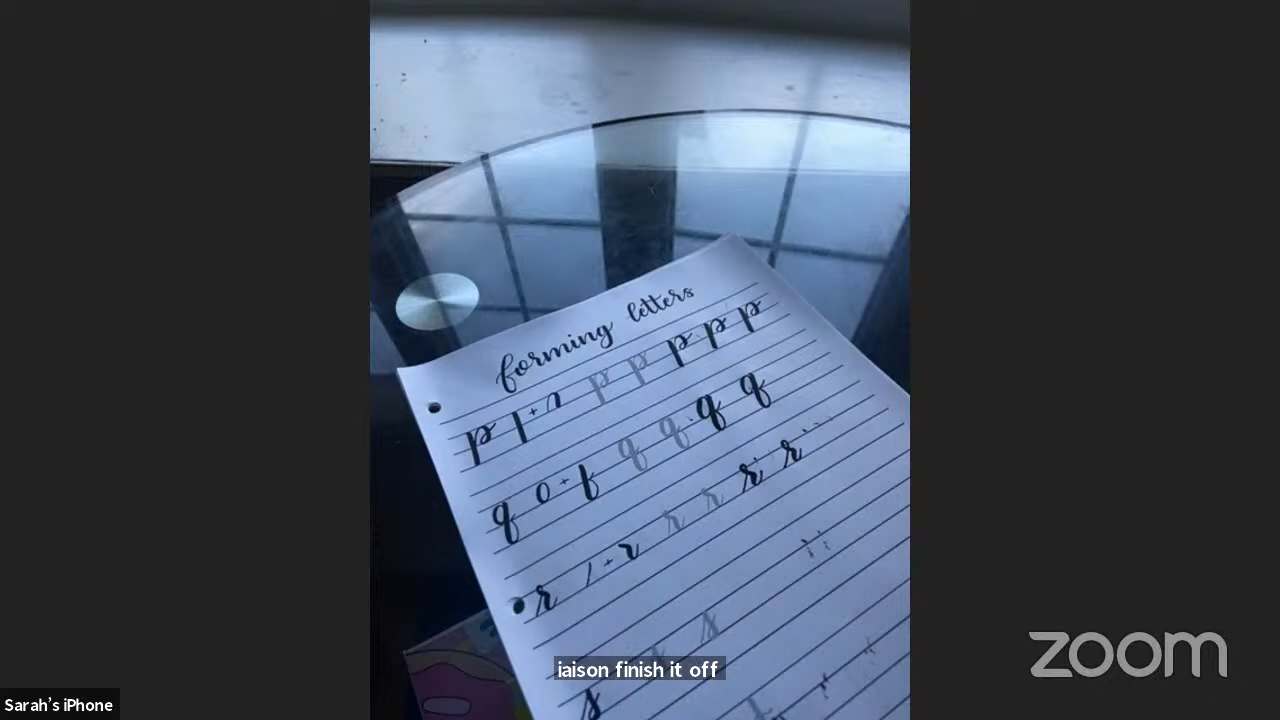 forming letters
p l + n p p p p p
q o + f q q q q
r / + r r r r r
s s
iaison finish it off
zoom
Sarah's iPhone